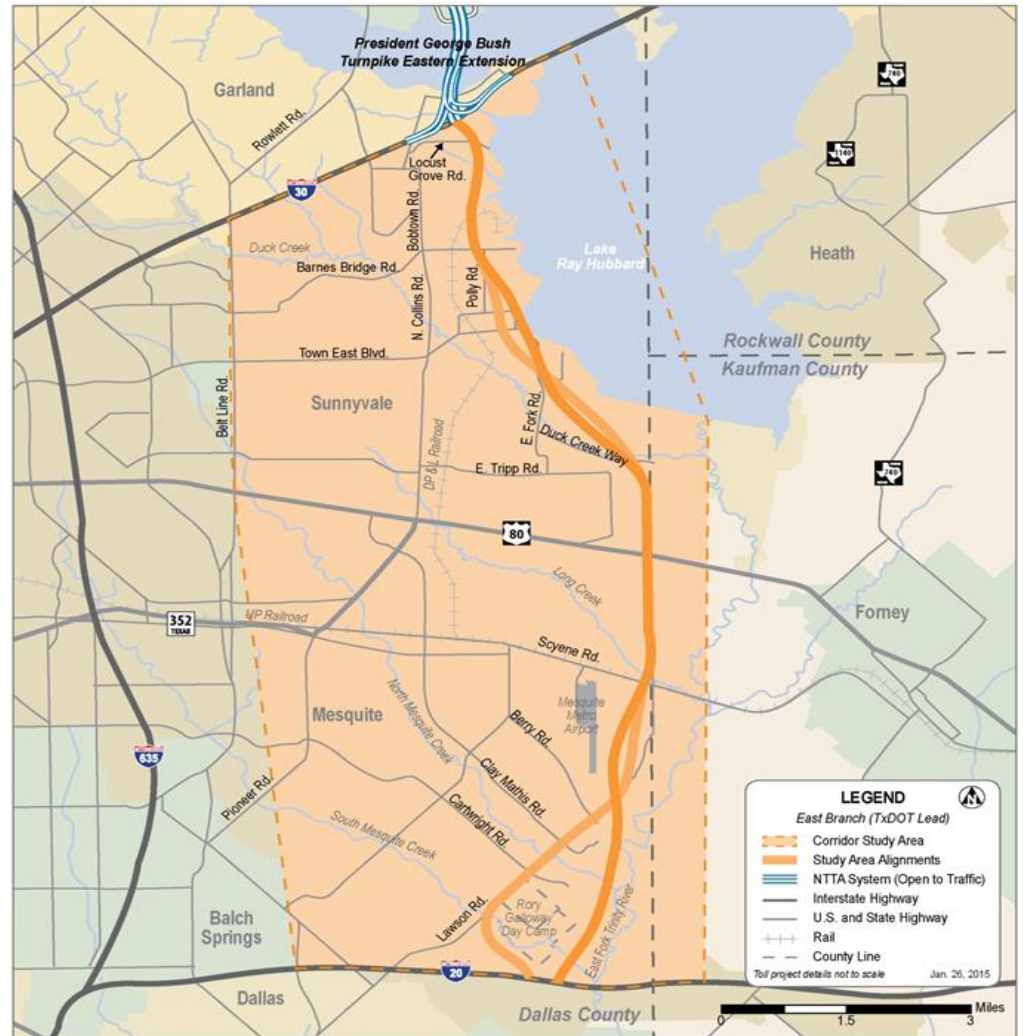 President George Bush
Turnpike Eastern Extension
Garland
Rowlett Rd.
740
TEXAS
1140
Locust
Grove Rd.
30
Bobtown Rd.
Duck Creek
Barnes Bridge Rd.
Lake
Ray Hubbard
Heath
N. Collins Rd.
Polly Rd.
Rockwall County
Kaufman County
Town East Blvd.
Belt Line Rd.
Sunnyvale
E. Fork Rd.
Duck Creek Way
DP & L Railroad
E. Tripp Rd.
740
80
Long Creek
Forney
352
TEXAS
UP Railroad
Scyene Rd.
Mesquite
Metro
Airport
North Mesquite Creek
Mesquite
Berry Rd.
635
Clay Mathis Rd.
Pioneer Rd.
Cartwright Rd.
South Mesquite Creek
Lawson Rd.
Rory
Galloway
Day Camp
East Fork Trinity River
Balch
Springs
20
Dallas
Dallas County
LEGEND
N
East Branch (TxDOT Lead)
Corridor Study Area
Study Area Alignments
NTTA System (Open to Traffic)
Interstate Highway
U.S. and State Highway
Rail
County Line
Toll project details not to scale
Jan. 26, 2015
0 1.5 3 Miles